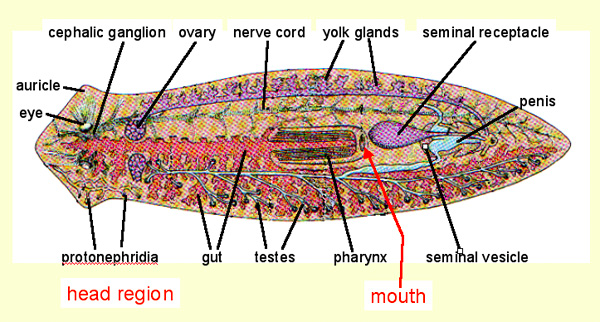 cephalic ganglion ovary nerve cord yolk glands seminal receptacle
auricle
penis
eye
protonephridia gut testes pharynx seminal vesicle
head region mouth